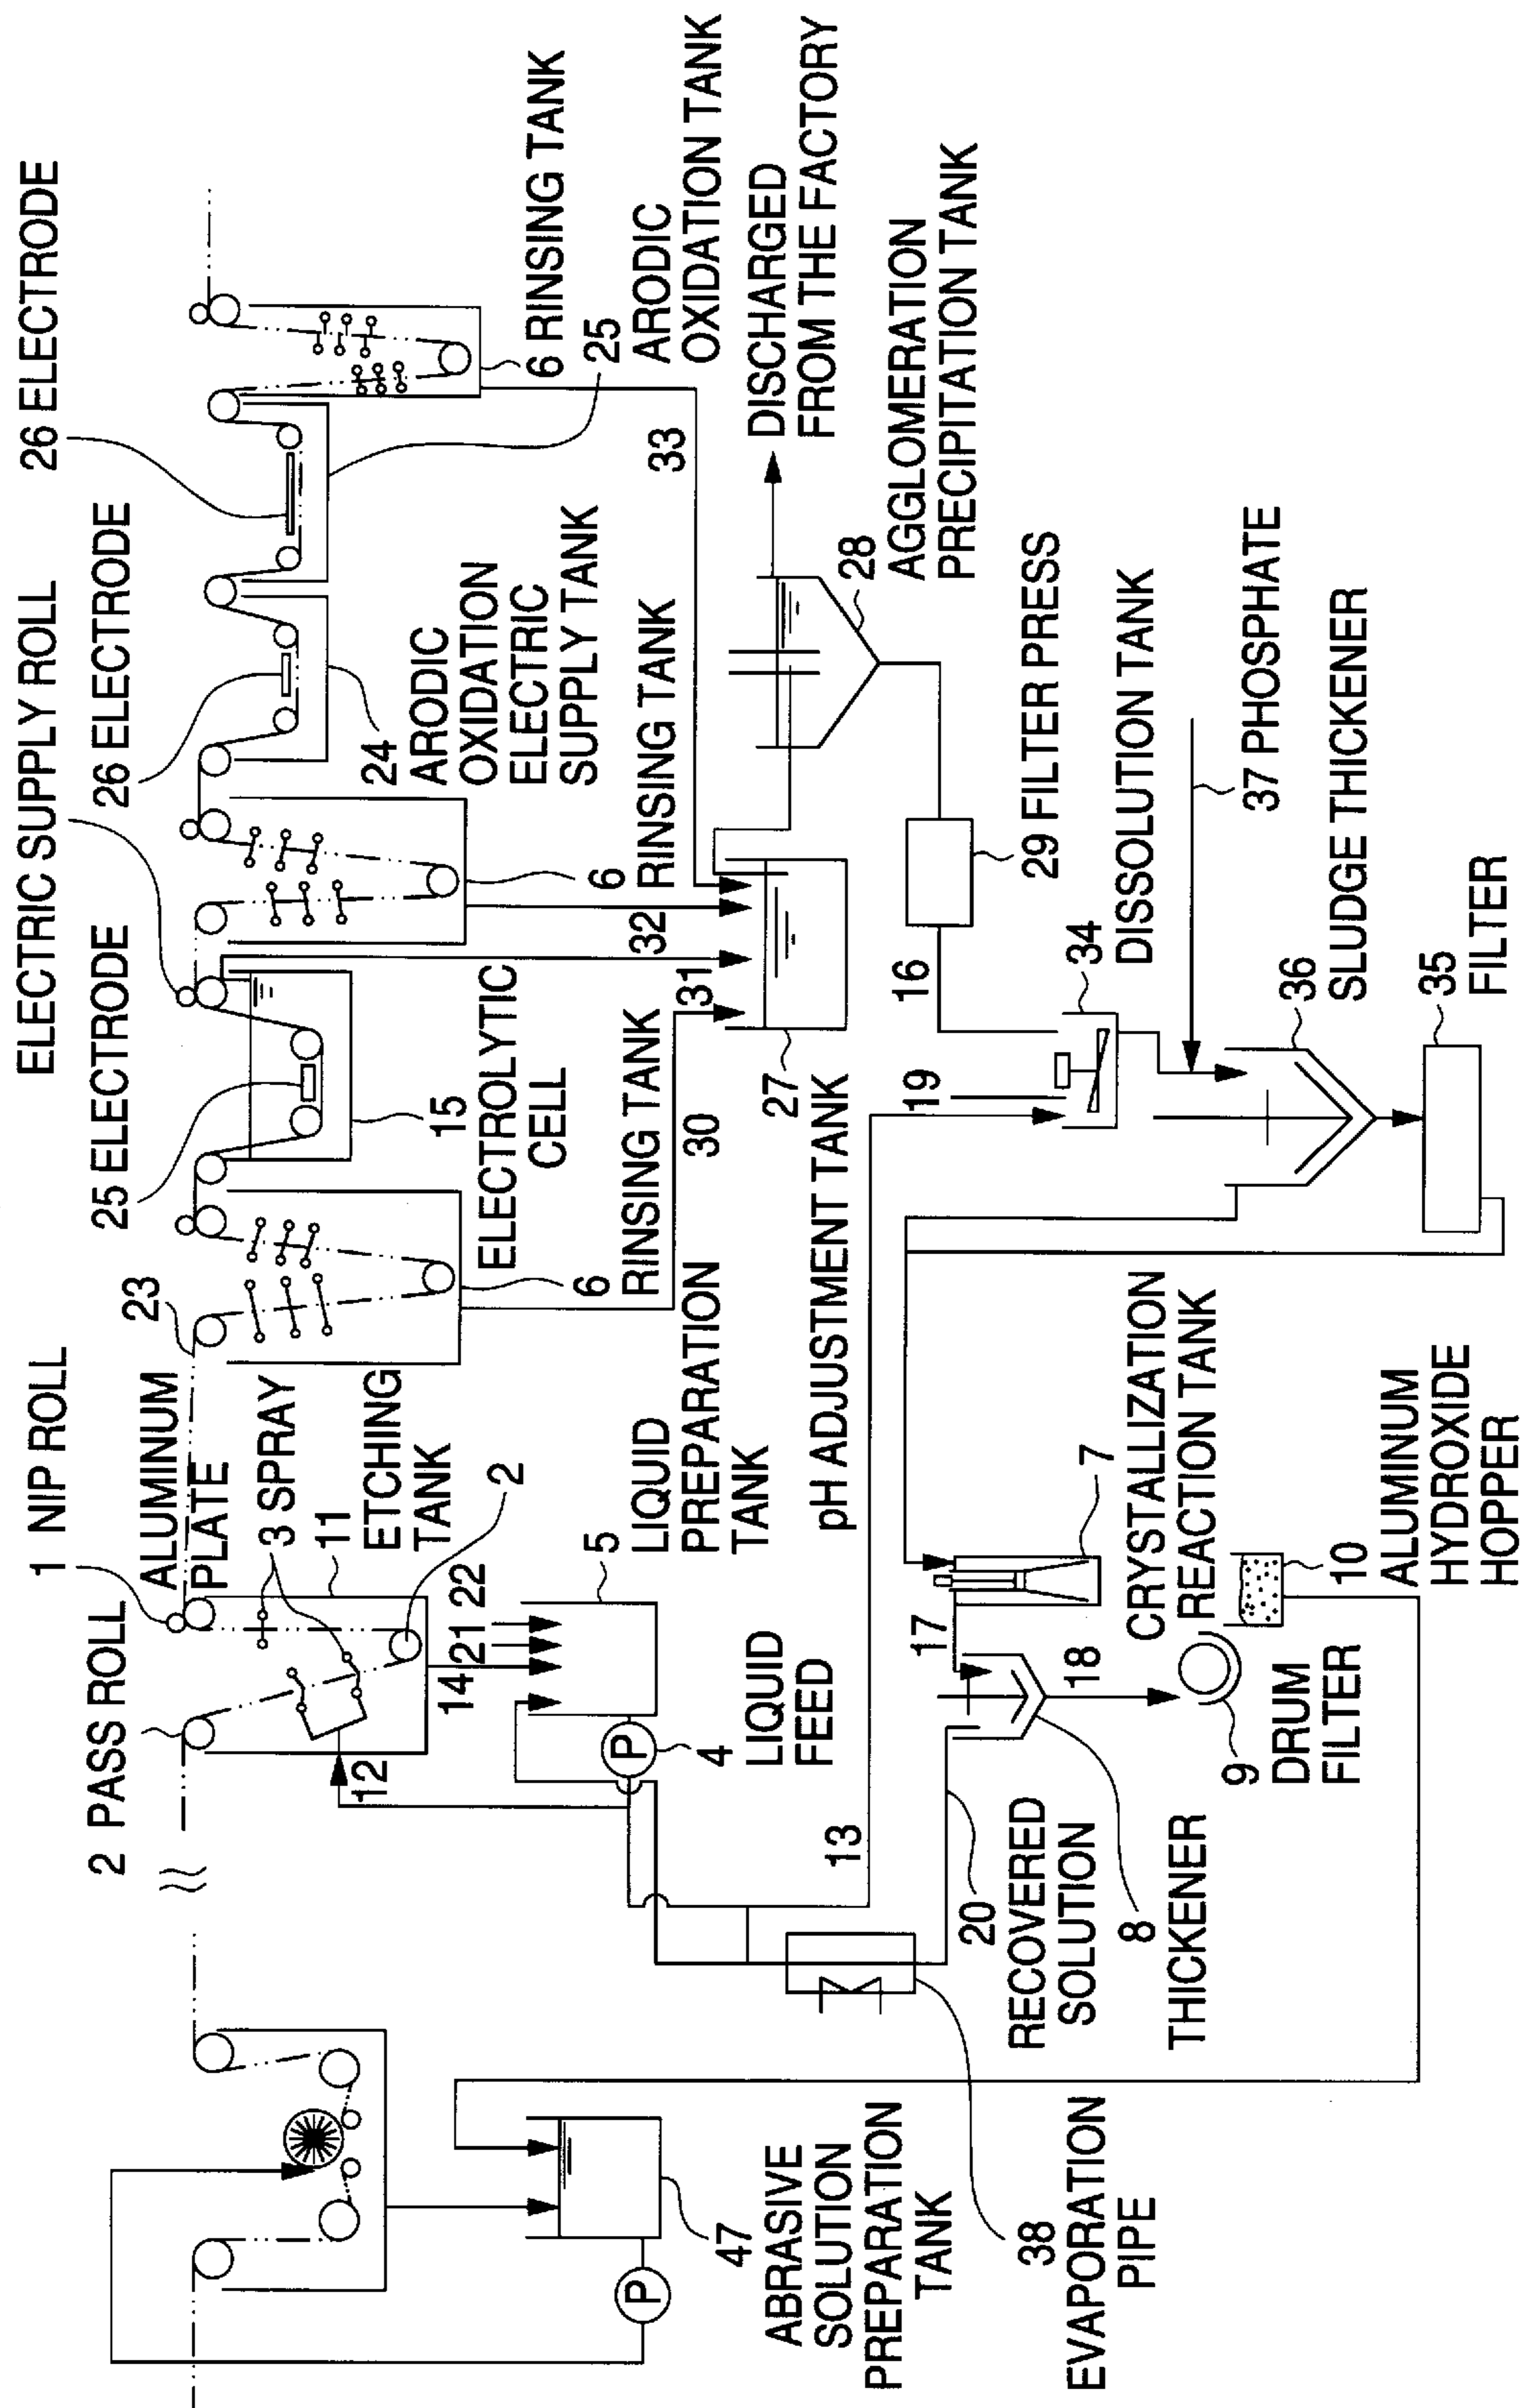 26 ELECTRODE
ELECTRIC SUPPLY ROLL
26 ELECTRODE
25 ELECTRODE
23
1 NIP ROLL
ALUMINUM
PLATE
2 PASS ROLL
3 SPRAY
11
ETCHING
TANK
2
12
14
21
22
5
LIQUID
PREPARATION
TANK
P
4
LIQUID
FEED
6
RINSING TANK
30
15
ELECTROLYTIC
CELL
31
32
6
RINSING TANK
24
ARODIC
OXIDATION
ELECTRIC
SUPPLY TANK
33
6 RINSING TANK
25
ARODIC
OXIDATION TANK
DISCHARGED
FROM THE FACTORY
28
AGGLOMERATION
PRECIPITATION TANK
27
pH ADJUSTMENT TANK
29 FILTER PRESS
16
19
34
DISSOLUTION TANK
37 PHOSPHATE
36
SLUDGE THICKENER
35
FILTER
13
7
CRYSTALLIZATION
REACTION TANK
17
18
9
DRUM
FILTER
10
ALUMINUM
HYDROXIDE
HOPPER
20
RECOVERED
SOLUTION
8
THICKENER
38
EVAPORATION
PIPE
47
ABRASIVE
SOLUTION
PREPARATION
TANK
P